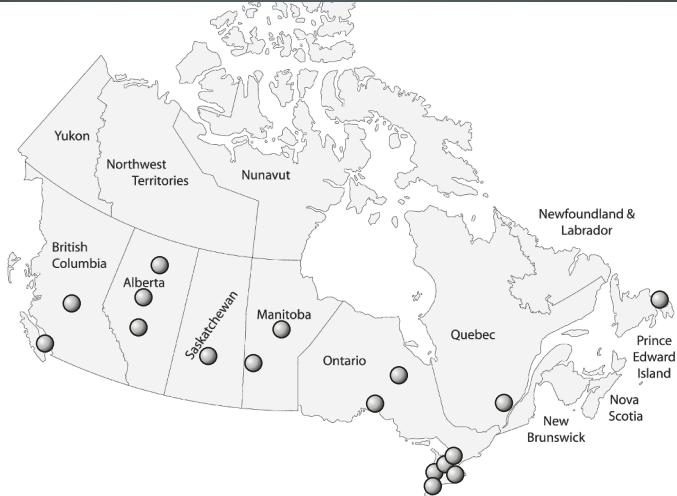 Yukon
Northwest
Territories
Nunavut
Newfoundland &
Labrador
British
Columbia
Alberta
Saskatchewan
Manitoba
Ontario
Quebec
Prince
Edward
Island
Nova
Scotia
New
Brunswick